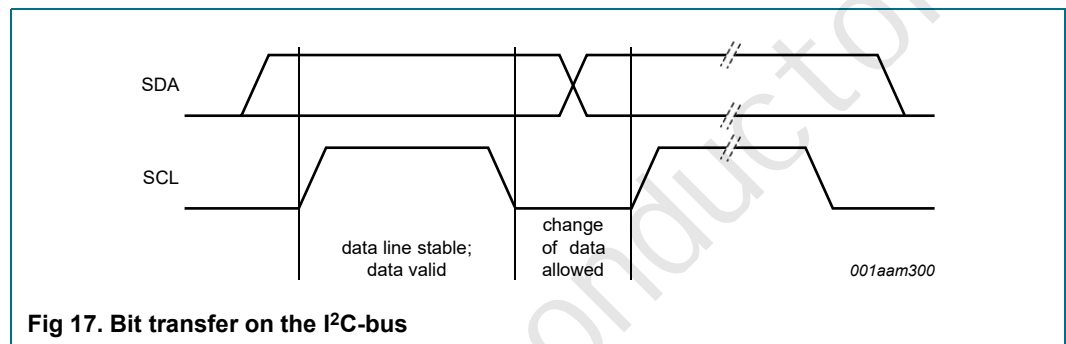 SDA
SCL
data line stable;
data valid
change
of data
allowed
001aam300
Fig 17. Bit transfer on the I²C-bus